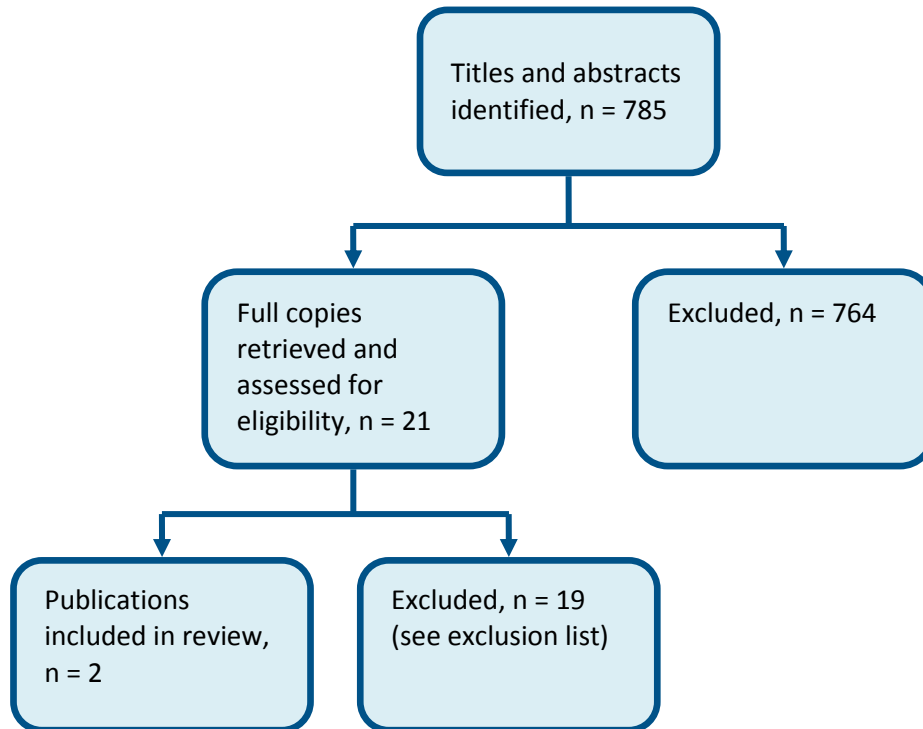 Titles and abstracts
identified, n = 785
Full copies
retrieved and
assessed for
eligibility, n = 21
Excluded, n = 764
Publications
included in review,
n = 2
Excluded, n = 19
(see exclusion list)